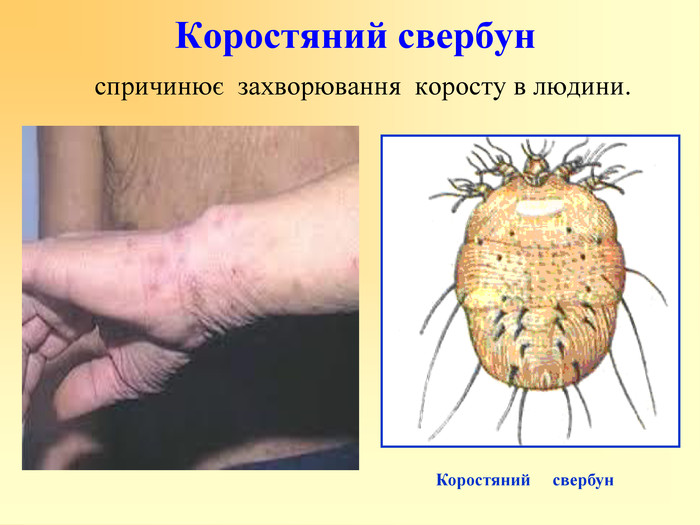 Коростяний свербун
спричинює захворювання коросту в людини.
Коростяний свербун